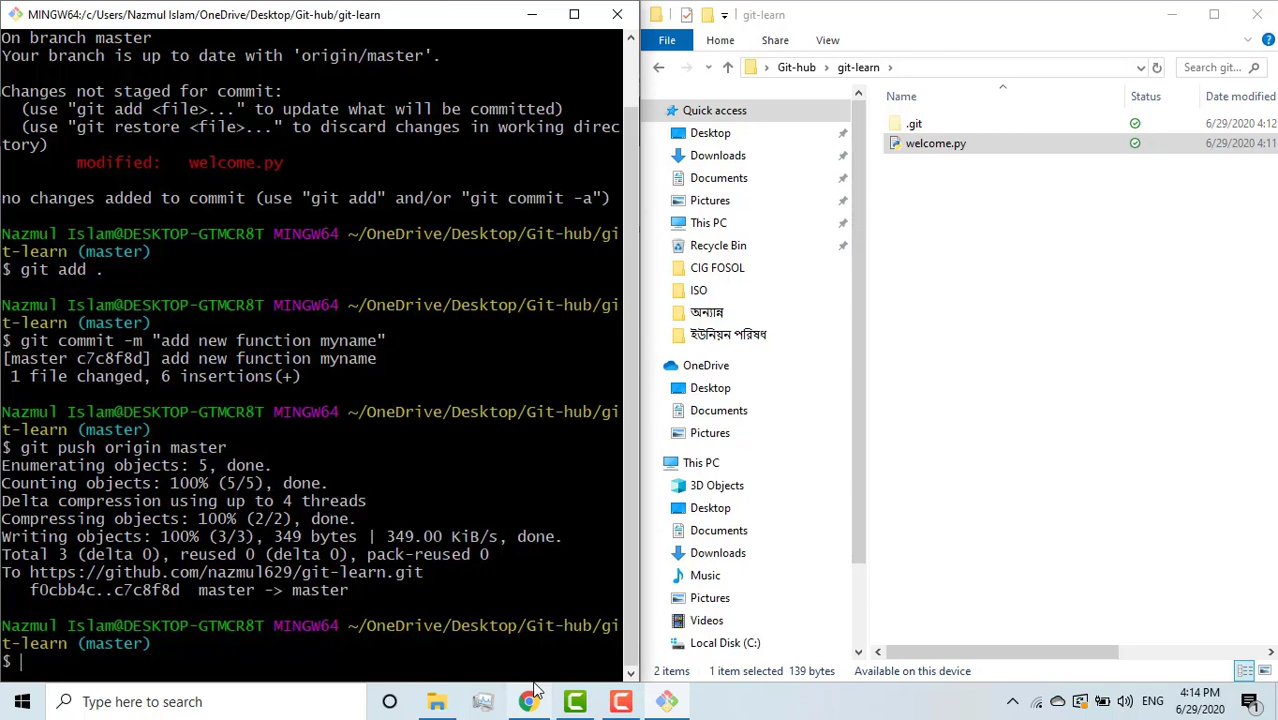 MINGW64:/c/Users/Nazmul Islam/OneDrive/Desktop/Git-hub/git-learn
On branch master
Your branch is up to date with 'origin/master'.
Changes not staged for commit:
(use "git add <file>..." to update what will be committed)
(use "git restore <file>..." to discard changes in working direc
tory)
modified: welcome.py
no changes added to commit (use "git add" and/or "git commit -a")
Nazmul Islam@DESKTOP-GTMCR8T MINGW64 ~/OneDrive/Desktop/Git-hub/gi
t-learn (master)
$ git add .
Nazmul Islam@DESKTOP-GTMCR8T MINGW64 ~/OneDrive/Desktop/Git-hub/gi
t-learn (master)
$ git commit -m "add new function myname"
[master c7c8f8d] add new function myname
1 file changed, 6 insertions(+)
Nazmul Islam@DESKTOP-GTMCR8T MINGW64 ~/OneDrive/Desktop/Git-hub/gi
t-learn (master)
$ git push origin master
Enumerating objects: 5, done.
Counting objects: 100% (5/5), done.
Delta compression using up to 4 threads
Compressing objects: 100% (2/2), done.
Writing objects: 100% (3/3), 349 bytes | 349.00 KiB/s, done.
Total 3 (delta 0), reused 0 (delta 0), pack-reused 0
To https://github.com/nazmul629/git-learn.git
f0cbb4c..c7c8f8d master -> master
Nazmul Islam@DESKTOP-GTMCR8T MINGW64 ~/OneDrive/Desktop/Git-hub/gi
t-learn (master)
$
git-learn
File Home Share View
Git-hub > git-learn >
Search git-learn
Quick access
Desktop
Downloads
Documents
Pictures
This PC
Recycle Bin
CIG FOSOL
ISO
অন্যান্ন
ইউনিয়ন পরিষধ
OneDrive
Desktop
Documents
Pictures
This PC
3D Objects
Desktop
Documents
Downloads
Music
Pictures
Videos
Local Disk (C:)
Name Status Date modified
.git 6/29/2020 4:12
welcome.py 6/29/2020 4:11
2 items 1 item selected 139 bytes Available on this device
Type here to search
ENG
4:14 PM
6/29/2020
1